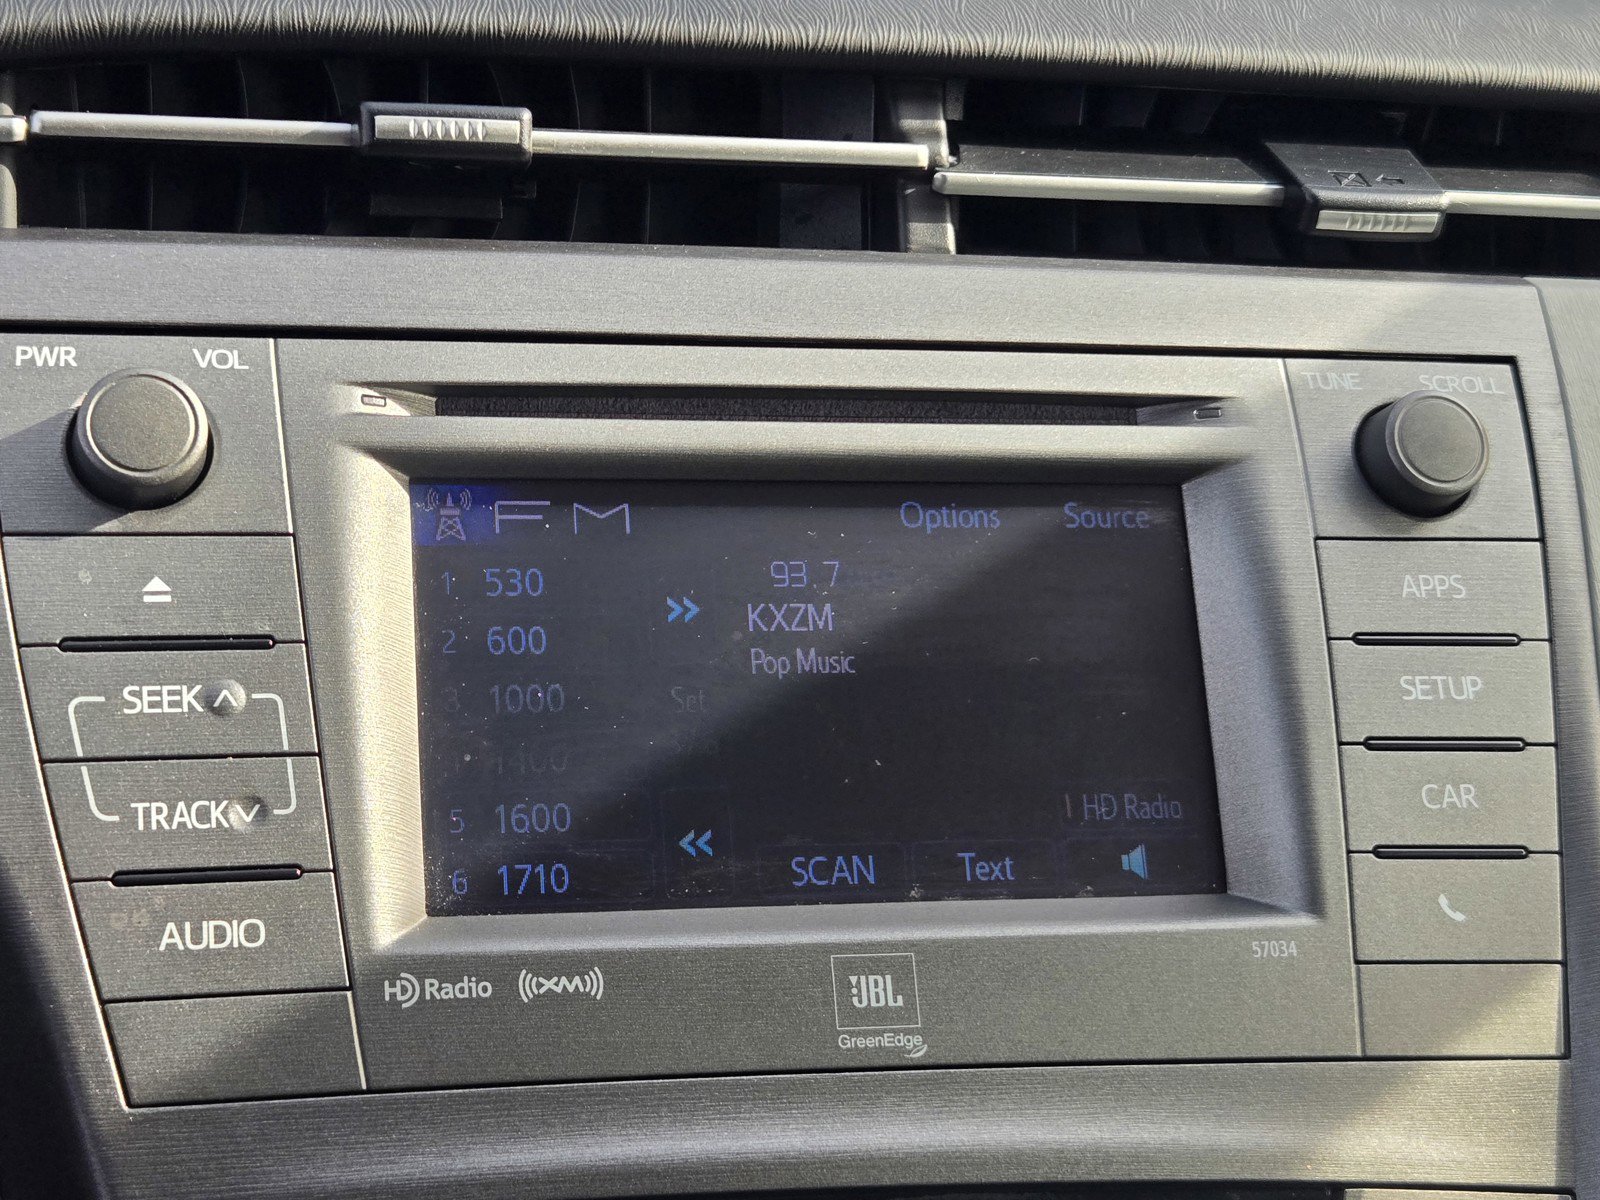 PWR VOL
TUNE SCROLL
FM Options Source
1 530
93.7
2 600
KXZM
Pop Music
3 1000 Set
1400
5 1600
HD Radio
6 1710
SCAN Text
SEEK
TRACK
AUDIO
APPS
SETUP
CAR
57034
HD Radio ((XM))
JBL
GreenEdge